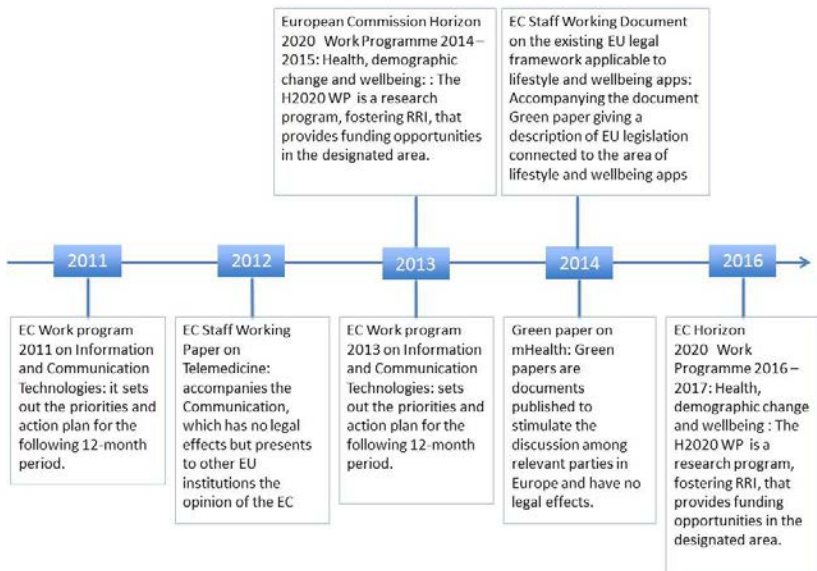 European Commission Horizon
2020 Work Programme 2014–
2015: Health, demographic
change and wellbeing: : The
H2020 WP is a research
program, fostering RRI, that
provides funding opportunities
in the designated area.
EC Staff Working Document
on the existing EU legal
framework applicable to
lifestyle and wellbeing apps:
Accompanying the document
Green paper giving a
description of EU legislation
connected to the area of
lifestyle and wellbeing apps
2011
2012
2013
2014
2016
EC Work program
2011 on Information
and Communication
Technologies: it sets
out the priorities and
action plan for the
following 12-month
period.
EC Staff Working
Paper on
Telemedicine:
accompanies the
Communication,
which has no legal
effects but presents
to other EU
institutions the
opinion of the EC
EC Work program
2013 on Information
and Communication
Technologies: sets
out the priorities and
action plan for the
following 12-month
period.
Green paper on
mHealth: Green
papers are
documents
published to
stimulate the
discussion among
relevant parties in
Europe and have no
legal effects.
EC Horizon
2020 Work
Programme 2016–
2017: Health,
demographic change
and wellbeing : The
H2020 WP is a
research program,
fostering RRI, that
provides funding
opportunities in the
designated area.